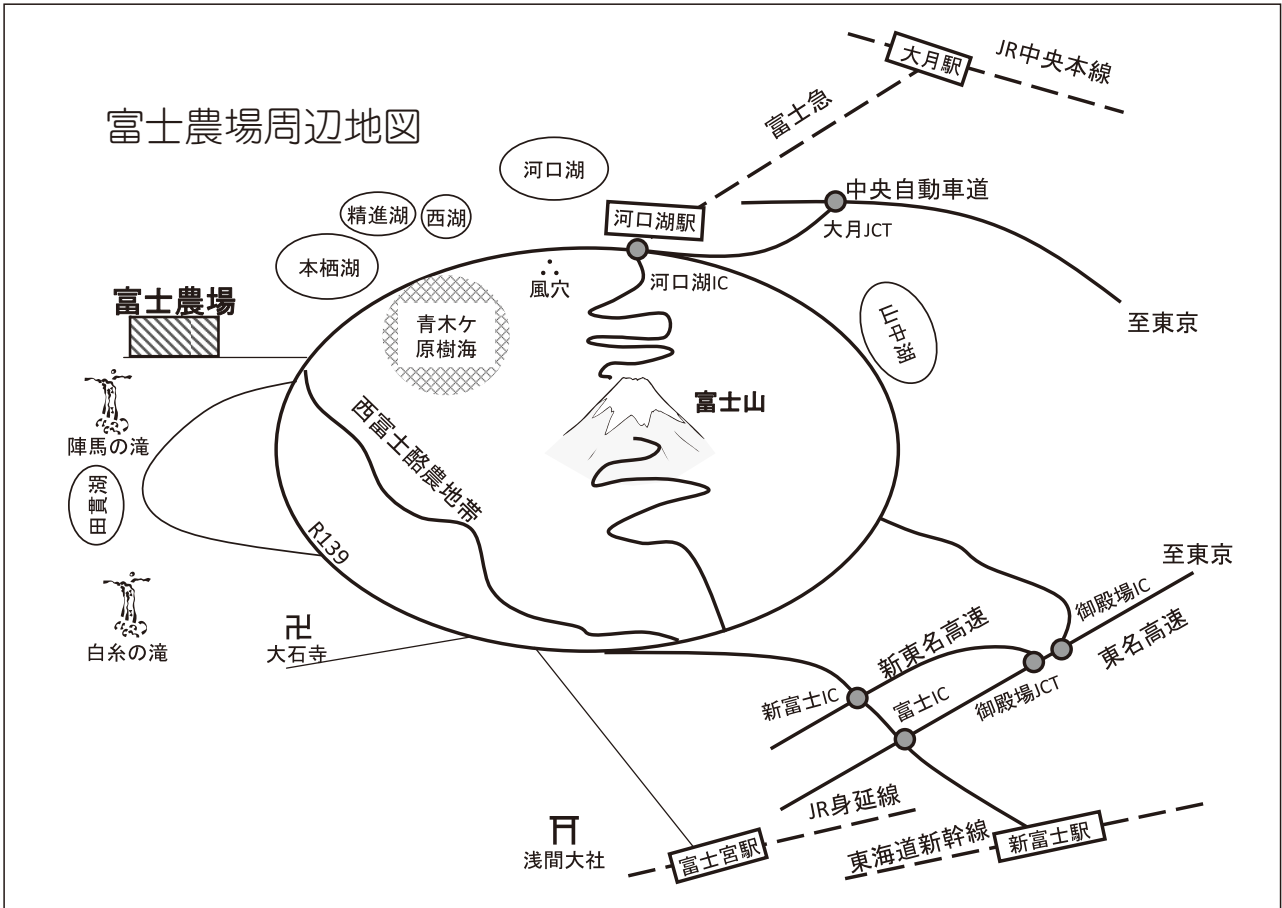 富士農場周辺地図
大月駅
JR中央本線
富士急
河口湖
中央自動車道
精進湖
西湖
河口湖駅
大月JCT
本栖湖
風穴
河口湖IC
富士農場
青木ケ
原樹海
山中湖
至東京
富士山
陣馬の滝
西富士酪農地帯
田貫湖
R139
至東京
御殿場IC
白糸の滝
大石寺
新東名高速
東名高速
新富士IC
富士IC
御殿場JCT
JR身延線
浅間大社
富士宮駅
東海道新幹線
新富士駅